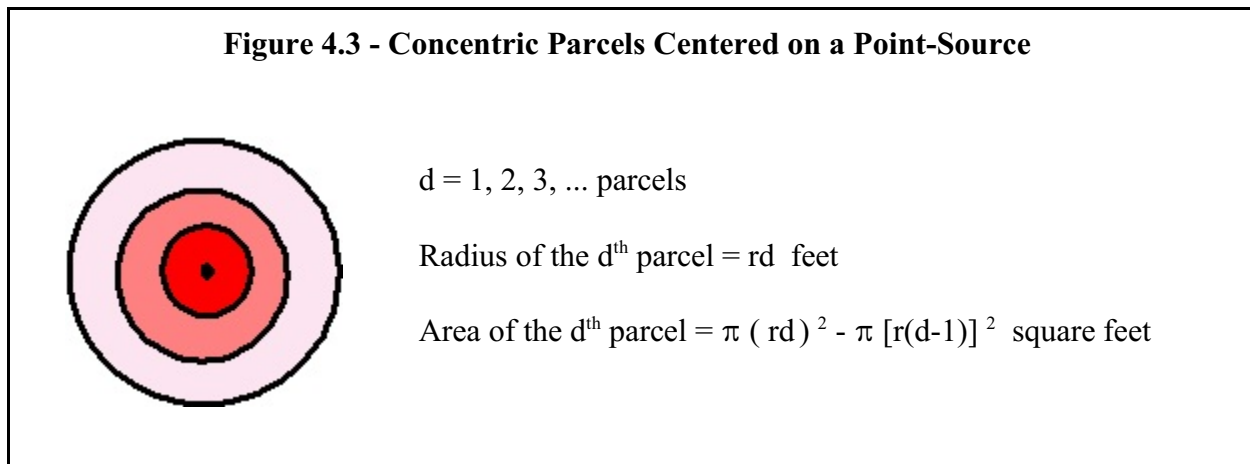 Figure 4.3 - Concentric Parcels Centered on a Point-Source
d = 1, 2, 3, ... parcels
Radius of the dᵗʰ parcel = rd feet
Area of the dᵗʰ parcel = π ( rd ) ² - π [r(d-1)] ² square feet